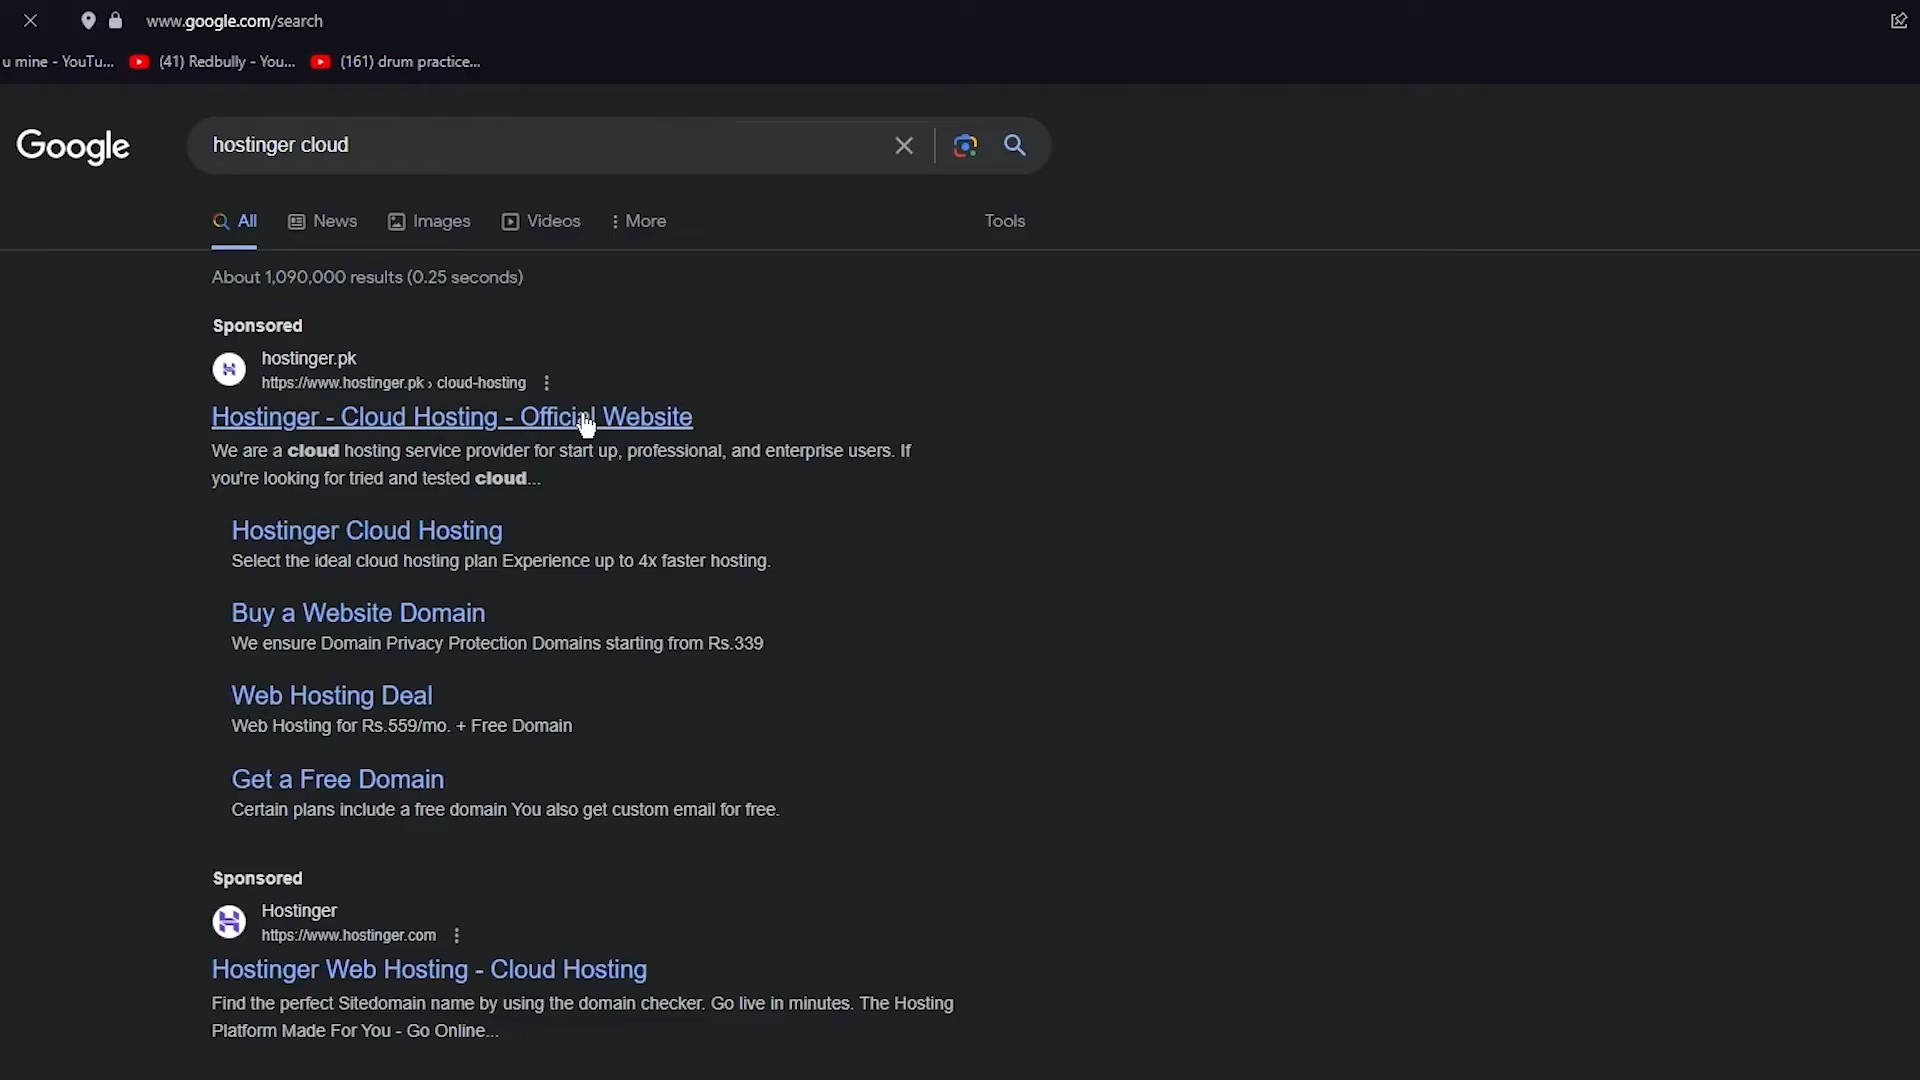 www.google.com/search
u mine - YouTu... (41) Redbully - You... (161) drum practice...
Google
hostinger cloud
All News Images Videos More Tools
About 1,090,000 results (0.25 seconds)
Sponsored
hostinger.pk
https://www.hostinger.pk › cloud-hosting
Hostinger - Cloud Hosting - Official Website
We are a cloud hosting service provider for start up, professional, and enterprise users. If
you're looking for tried and tested cloud...
Hostinger Cloud Hosting
Select the ideal cloud hosting plan Experience up to 4x faster hosting.
Buy a Website Domain
We ensure Domain Privacy Protection Domains starting from Rs.339
Web Hosting Deal
Web Hosting for Rs.559/mo. + Free Domain
Get a Free Domain
Certain plans include a free domain You also get custom email for free.
Sponsored
Hostinger
https://www.hostinger.com
Hostinger Web Hosting - Cloud Hosting
Find the perfect Sitedomain name by using the domain checker. Go live in minutes. The Hosting
Platform Made For You - Go Online...